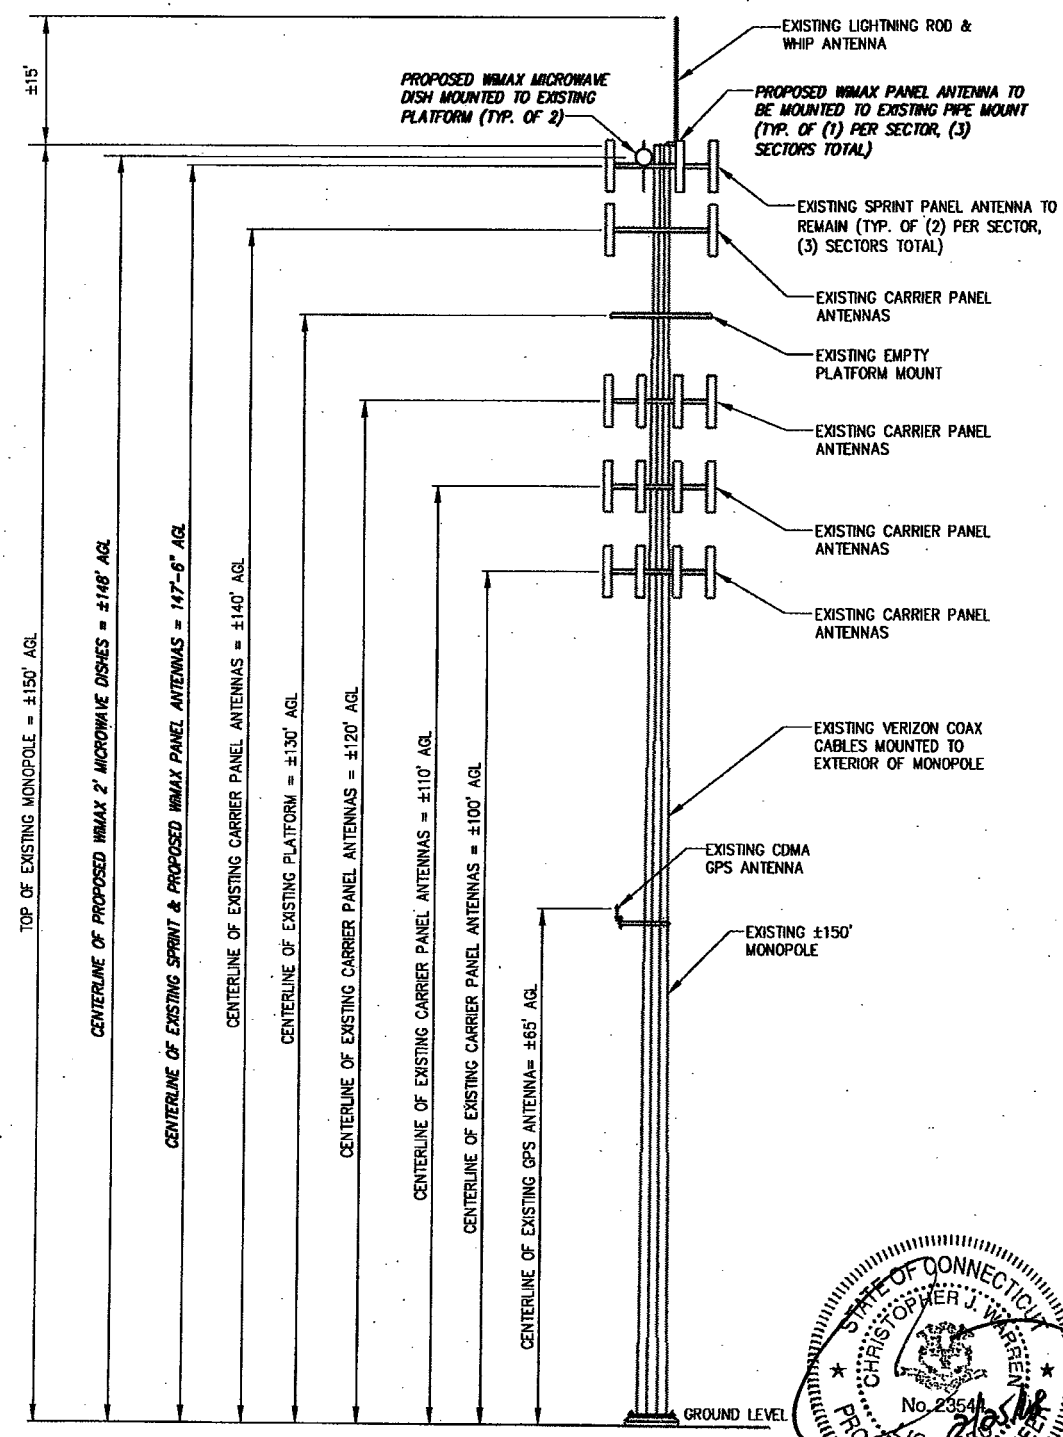 EXISTING LIGHTNING ROD &
WHIP ANTENNA
±15'
PROPOSED WIMAX MICROWAVE
DISH MOUNTED TO EXISTING
PLATFORM (TYP. OF 2)
PROPOSED WIMAX PANEL ANTENNA TO
BE MOUNTED TO EXISTING PIPE MOUNT
(TYP. OF (1) PER SECTOR, (3)
SECTORS TOTAL)
EXISTING SPRINT PANEL ANTENNA TO
REMAIN (TYP. OF (2) PER SECTOR,
(3) SECTORS TOTAL)
EXISTING CARRIER PANEL
ANTENNAS
EXISTING EMPTY
PLATFORM MOUNT
EXISTING CARRIER PANEL
ANTENNAS
EXISTING CARRIER PANEL
ANTENNAS
EXISTING CARRIER PANEL
ANTENNAS
EXISTING VERIZON COAX
CABLES MOUNTED TO
EXTERIOR OF MONOPOLE
EXISTING CDMA
GPS ANTENNA
EXISTING ±150'
MONOPOLE
TOP OF EXISTING MONOPOLE = ±150' AGL
CENTERLINE OF PROPOSED WIMAX 2' MICROWAVE DISHES = ±148' AGL
CENTERLINE OF EXISTING SPRINT & PROPOSED WIMAX PANEL ANTENNAS = 147'-6" AGL
CENTERLINE OF EXISTING CARRIER PANEL ANTENNAS = ±140' AGL
CENTERLINE OF EXISTING PLATFORM = ±130' AGL
CENTERLINE OF EXISTING CARRIER PANEL ANTENNAS = ±120' AGL
CENTERLINE OF EXISTING CARRIER PANEL ANTENNAS = ±110' AGL
CENTERLINE OF EXISTING CARRIER PANEL ANTENNAS = ±100' AGL
CENTERLINE OF EXISTING GPS ANTENNA= ±65' AGL
GROUND LEVEL
STATE OF CONNECTICUT
CHRISTOPHER J. WARREN
No. 23544